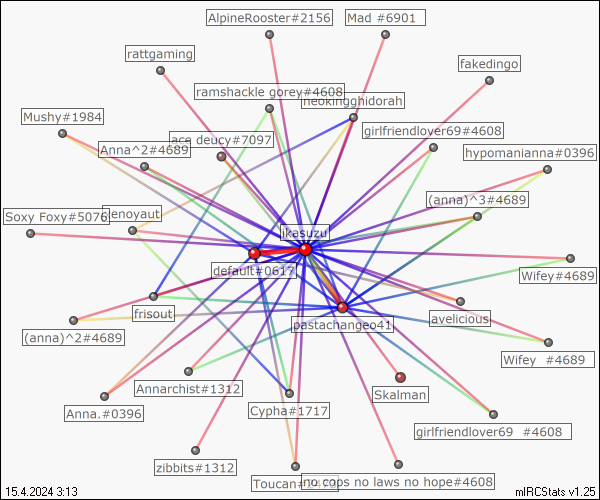 AlpineRooster#2156
Mad #6901
rattgaming
fakedingo
ramshackle gorey#4608
neokingghidorah
Mushy#1984
girlfriendlover69#4608
ace deucy#7097
Anna^2#4689
hypomanianna#0396
(anna)^3#4689
Soxy Foxy#5076
lenoyaut
likasuzu
default#0617
Wifey#4689
frisout
pastachangeo41
avelicious
(anna)^2#4689
Wifey #4689
Annarchist#1312
Skalman
Anna.#0396
Cypha#1717
girlfriendlover69 #4608
zibbits#1312
Toucan
no cops no laws no hope#4608
15.4.2024 3:13
mIRCStats v1.25